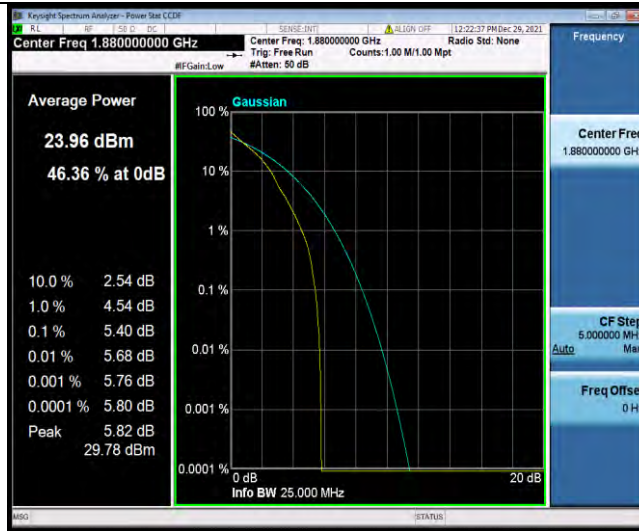 Keysight Spectrum Analyzer - Power Stat CCDF
RL RF 50 Ω DC SENSE:INT ALIGN OFF 12:22:37 PM Dec 29, 2021
Center Freq 1.880000000 GHz
Center Freq: 1.880000000 GHz Radio Std: None
Trig: Free Run Counts:1.00 M/1.00 Mpt
#IFGain:Low #Atten: 50 dB
Frequency
Average Power
23.96 dBm
46.36 % at 0dB
10.0 % 2.54 dB
1.0 % 4.54 dB
0.1 % 5.40 dB
0.01 % 5.68 dB
0.001 % 5.76 dB
0.0001 % 5.80 dB
Peak 5.82 dB
29.78 dBm
Gaussian
100 %
10 %
1 %
0.1 %
0.01 %
0.001 %
0.0001 %
0 dB 20 dB
Info BW 25.000 MHz
Center Fre
1.880000000 GH
CF Step
5.000000 MH
Auto Ma
Freq Offse
0 H
MSG STATUS